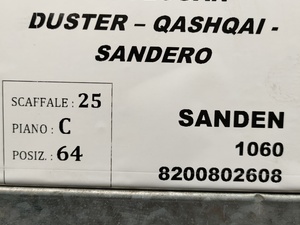 DUSTER – QASHQAI -
SANDERO
SCAFFALE : 25
PIANO : C
POSIZ. : 64
SANDEN
1060
8200802608